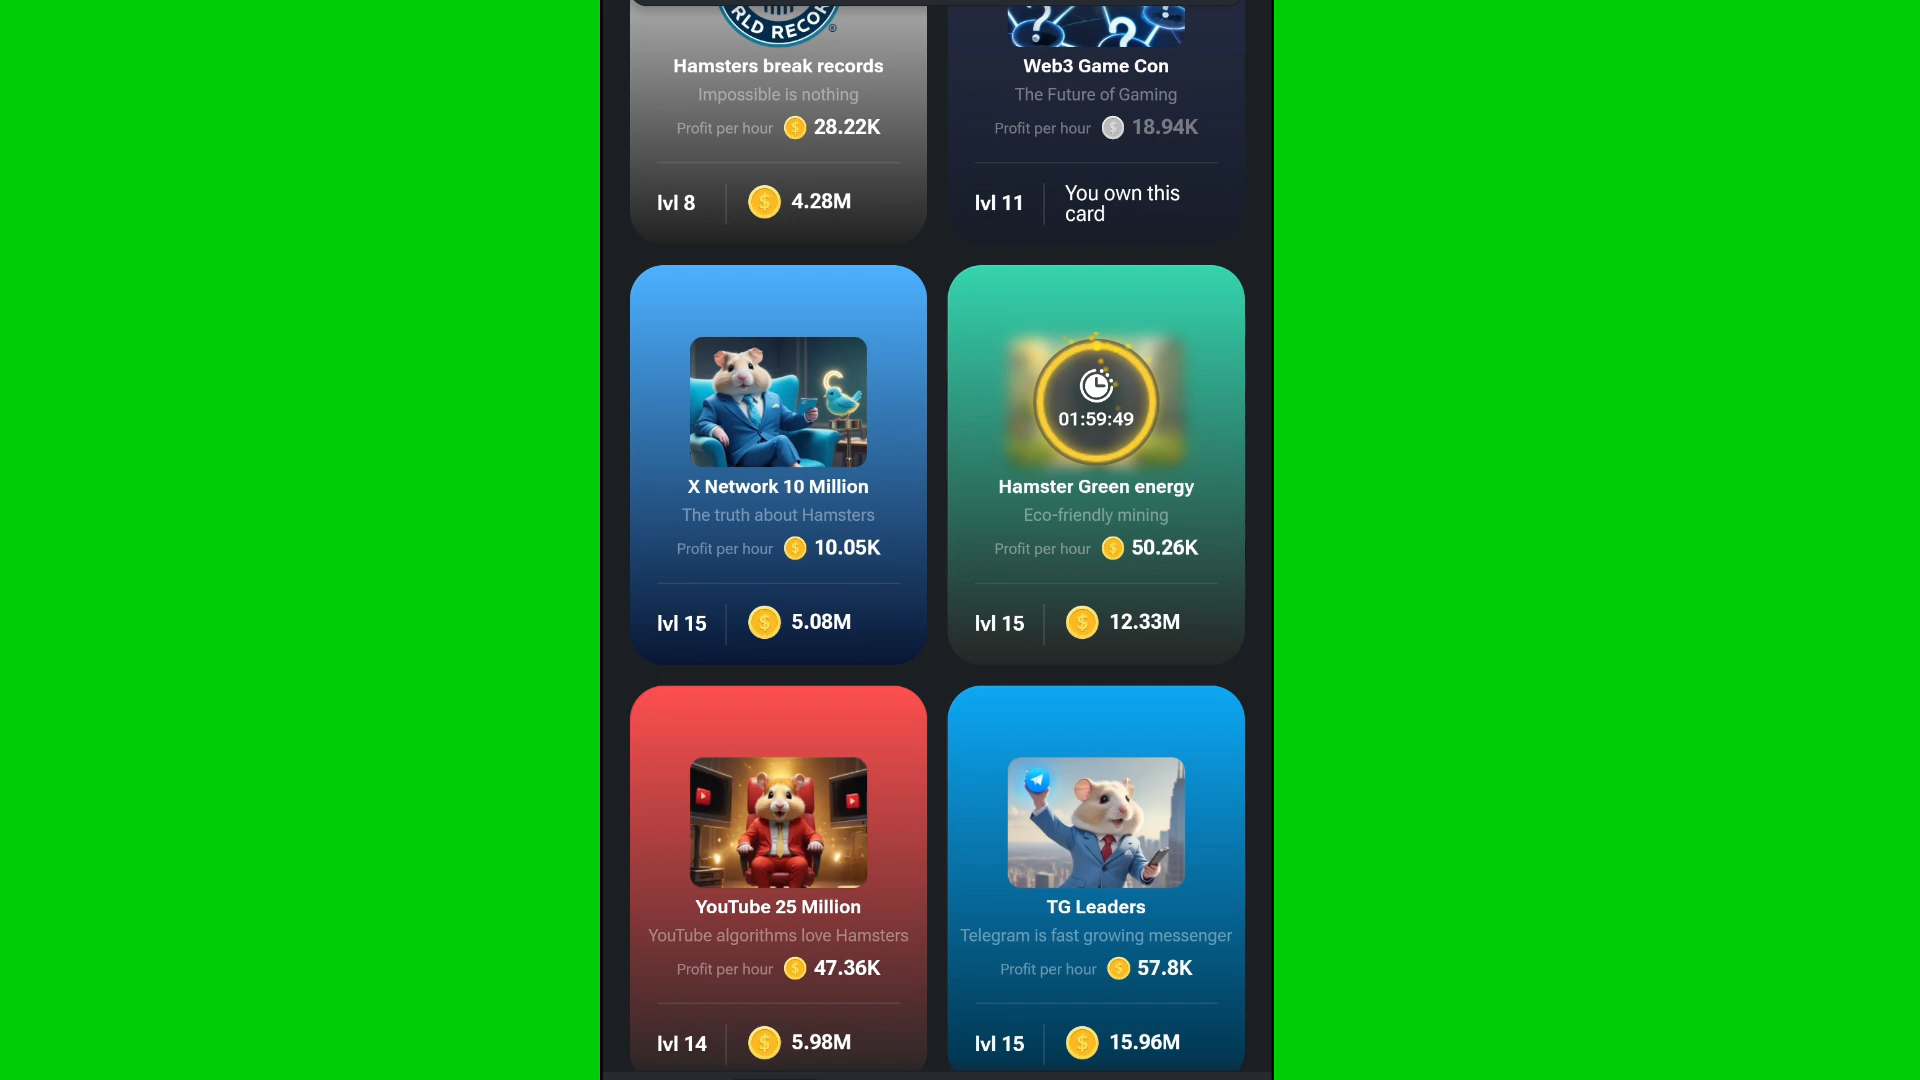 RLD RECOR
®
Hamsters break records
Impossible is nothing
Profit per hour 28.22K
lvl 8 4.28M
Web3 Game Con
The Future of Gaming
Profit per hour 18.94K
lvl 11 You own this
card
X Network 10 Million
The truth about Hamsters
Profit per hour 10.05K
lvl 15 5.08M
01:59:49
Hamster Green energy
Eco-friendly mining
Profit per hour 50.26K
lvl 15 12.33M
YouTube 25 Million
YouTube algorithms love Hamsters
Profit per hour 47.36K
lvl 14 5.98M
TG Leaders
Telegram is fast growing messenger
Profit per hour 57.8K
lvl 15 15.96M